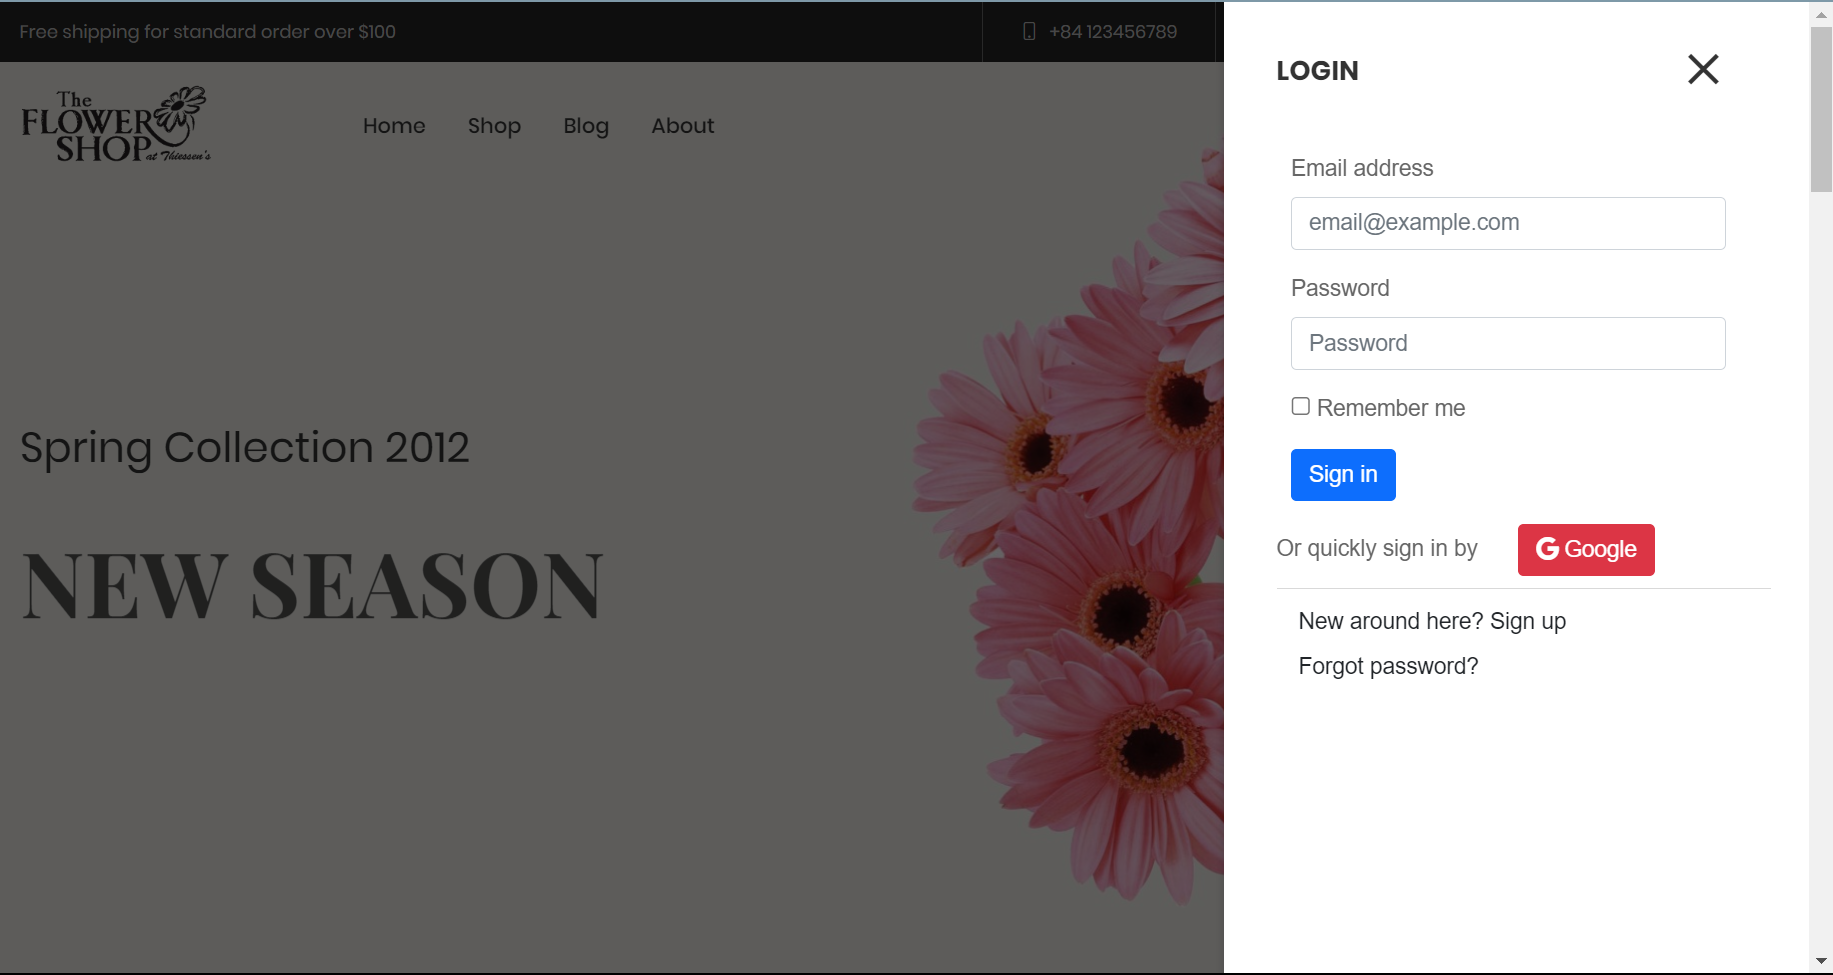 Free shipping for standard order over $100
+84 123456789
The
FLOWER
SHOP
at Thiessen's
Home
Shop
Blog
About
Spring Collection 2012
NEW SEASON
LOGIN
Email address
email@example.com
Password
Password
Remember me
Sign in
Or quickly sign in by
Google
New around here? Sign up
Forgot password?